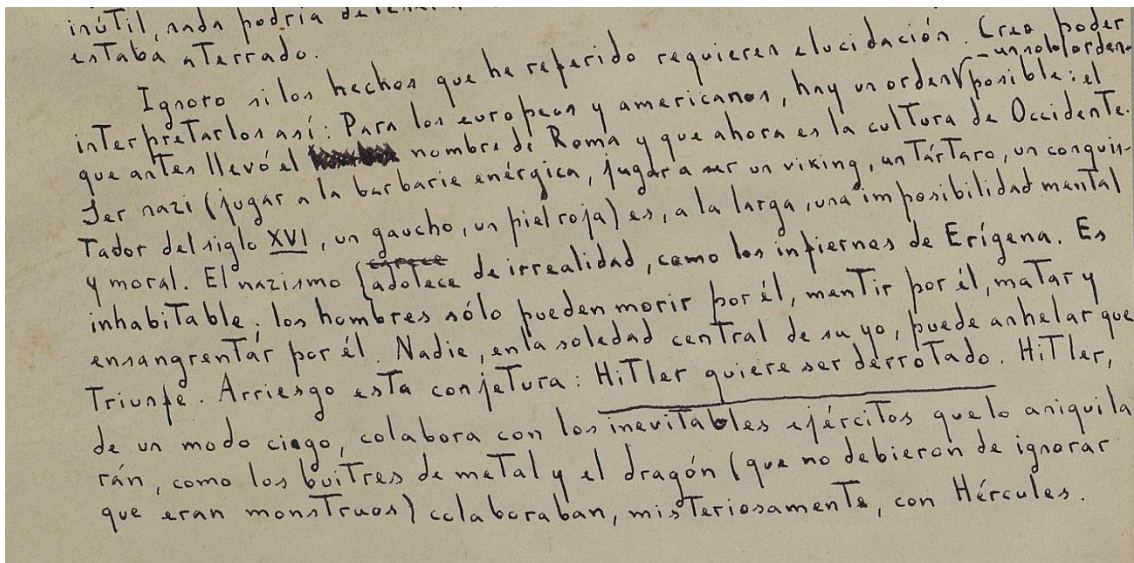 inútil, nada podría
estaba aterrado.
Ignoro si los hechos que he referido requieren elucidación. Creo poder
interpretarlos así: Para los europeos y americanos, hay un orden posible: el
-un solo orden-
que antes llevó el nombre de Roma y que ahora es la cultura de Occidente.
Ser nazi (jugar a la barbarie enérgica, jugar a ser un viking, un tártaro, un conquis-
tador del siglo XVI, un gaucho, un piel roja) es, a la larga, una imposibilidad mental
y moral. El nazismo {adolece de irrealidad, como los infiernos de Erígena. Es
inhabitable; los hombres sólo pueden morir por él, mentir por él, matar y
ensangrentar por él. Nadie, en la soledad central de su yo, puede anhelar que
triunfe. Arriesgo esta conjetura: Hitler quiere ser derrotado. Hitler,
de un modo ciego, colabora con los inevitables ejércitos que lo aniquila
rán, como los buitres de metal y el dragón (que no debieron de ignorar
que eran monstruos) colaboraban, misteriosamente, con Hércules.